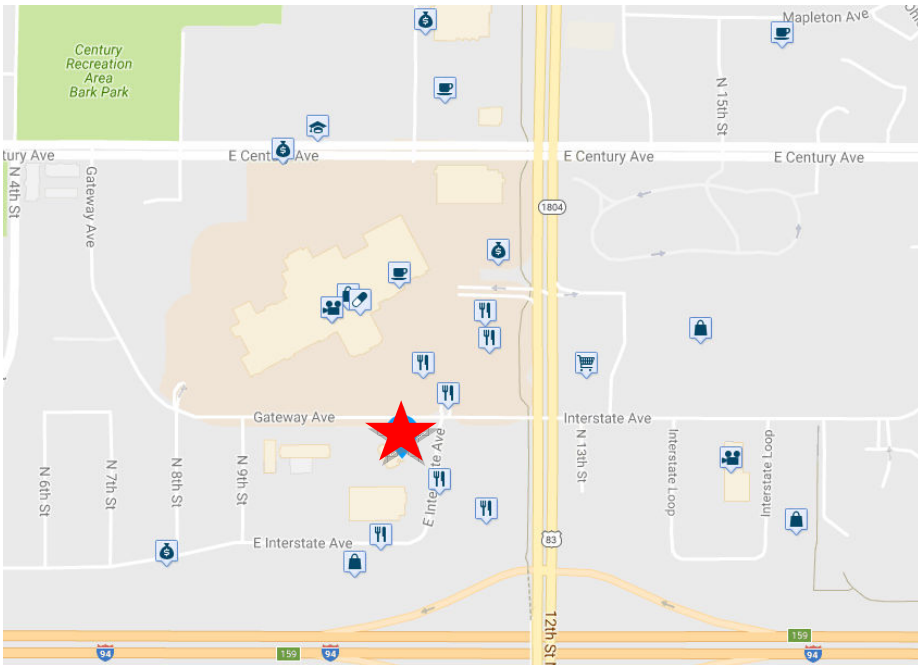 Mapleton Ave
Century
Recreation
Area
Bark Park
N 15th St
tury Ave
E Century Ave
E Century Ave
E Century Ave
N 4th St
Gateway Ave
1804
Gateway Ave
Interstate Ave
N 6th St
N 7th St
N 8th St
N 9th St
E Interstate Ave
N 13th St
Interstate Loop
Interstate Loop
E Interstate Ave
83
12th St N
159
94
159
94
94